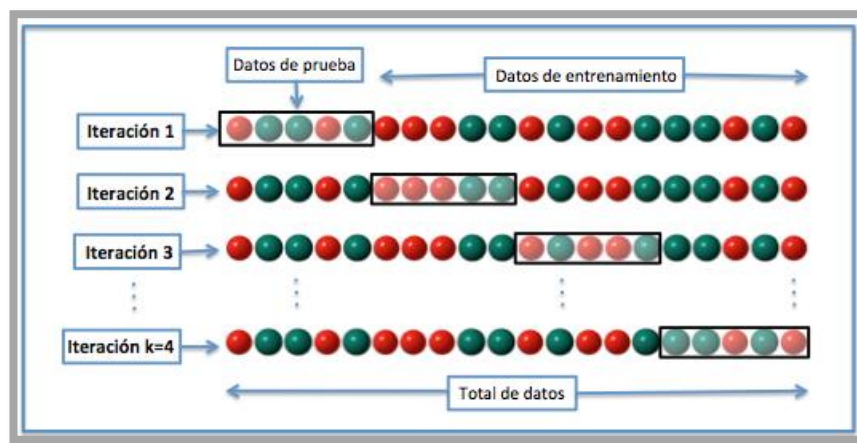 Datos de prueba
Datos de entrenamiento
Iteración 1
Iteración 2
Iteración 3
Iteración k=4
Total de datos